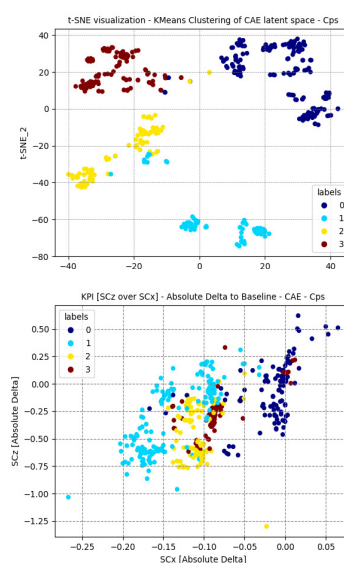 t-SNE visualization - KMeans Clustering of CAE latent space - Cps
40
20
0
−20
−40
−60
−80
t-SNE_2
labels
0
1
2
3
−40 −20 0 20 40
KPI [SCz over SCx] - Absolute Delta to Baseline - CAE - Cps
labels
0
1
2
3
0.50
0.25
0.00
−0.25
−0.50
−0.75
−1.00
−1.25
SCz [Absolute Delta]
−0.25 −0.20 −0.15 −0.10 −0.05 0.00 0.05
SCx [Absolute Delta]